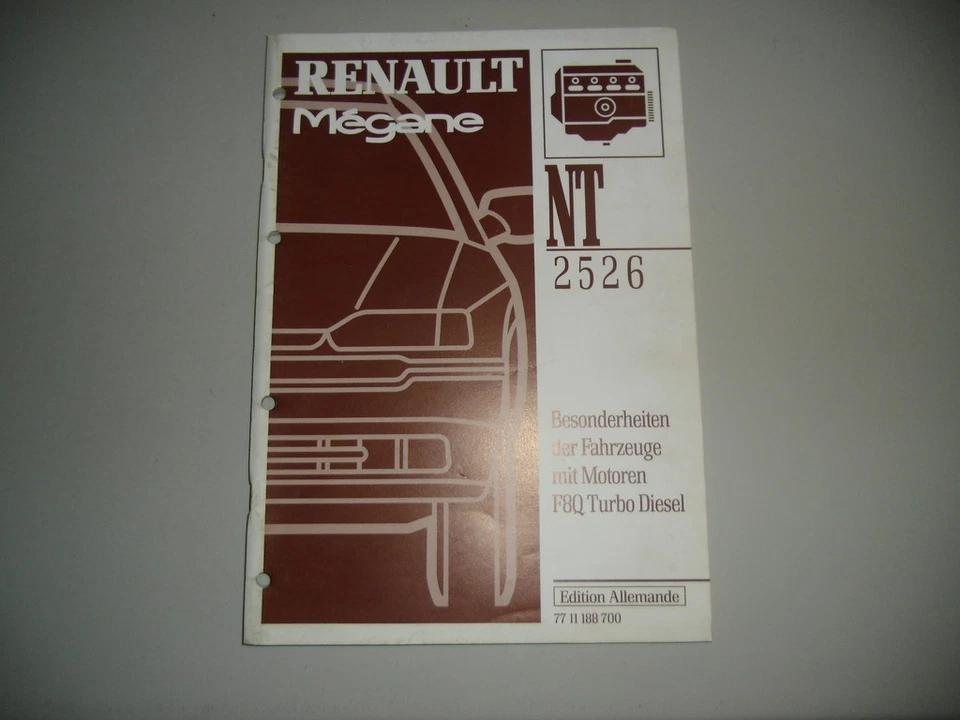 RENAULT
Mégane
NT
2526
Besonderheiten
der Fahrzeuge
mit Motoren
F8Q Turbo Diesel
Edition Allemande
77 11 188 700